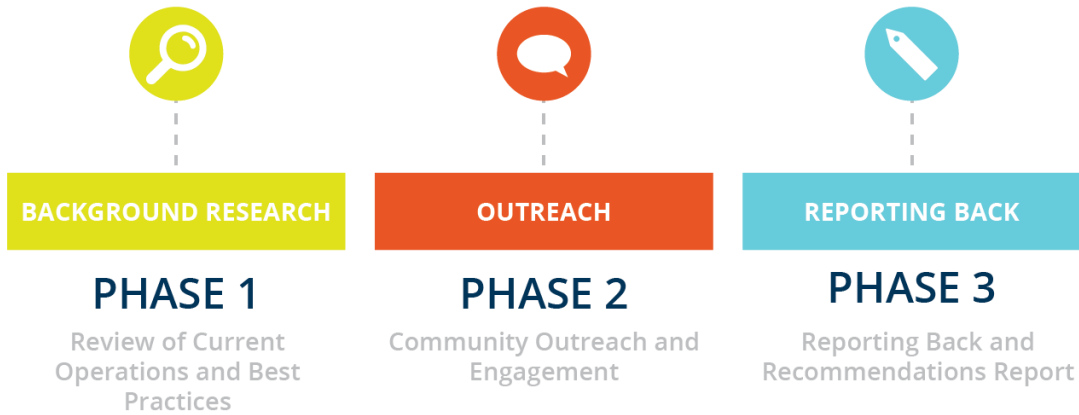 BACKGROUND RESEARCH
PHASE 1
Review of Current
Operations and Best
Practices
OUTREACH
PHASE 2
Community Outreach and
Engagement
REPORTING BACK
PHASE 3
Reporting Back and
Recommendations Report